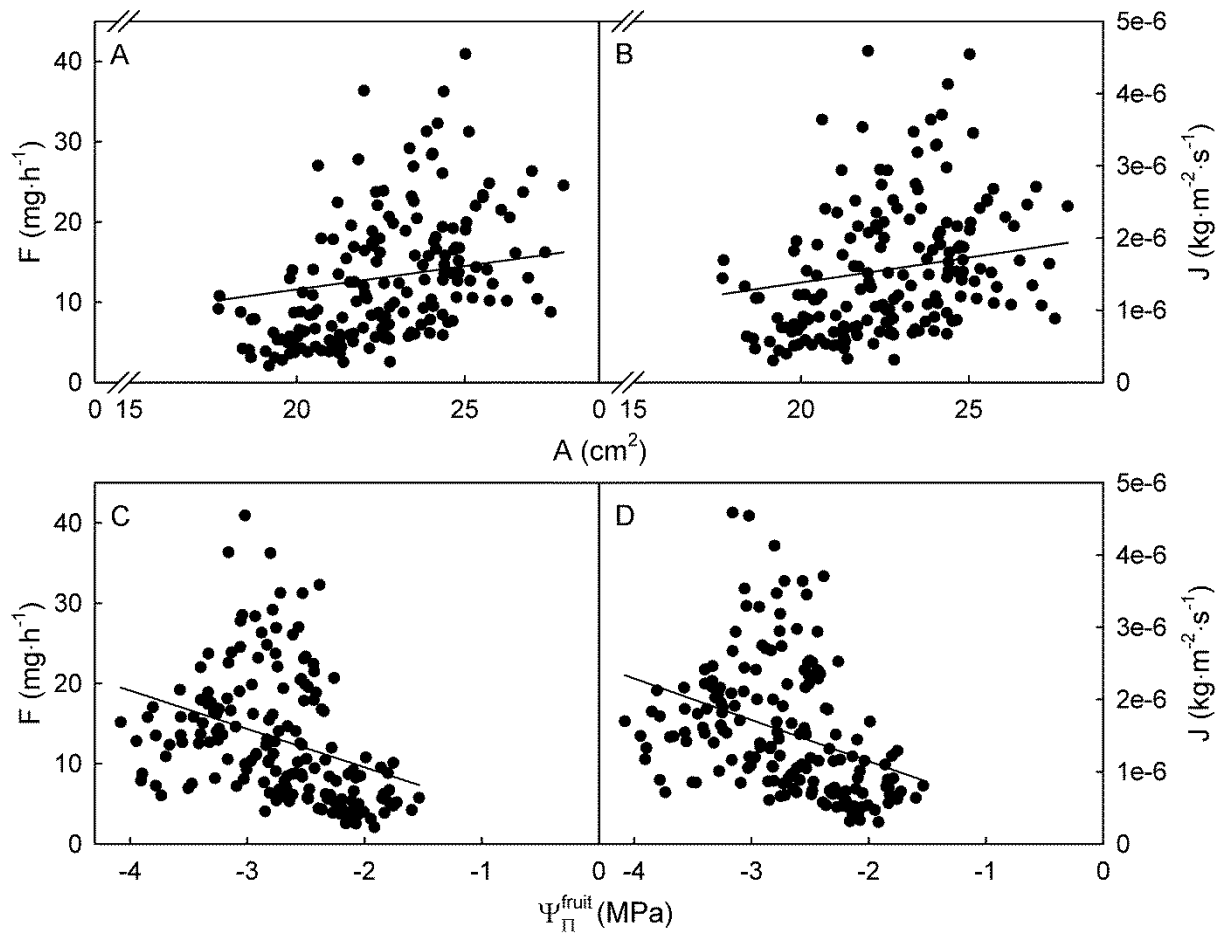 A
B
40
30
20
10
0
F (mg·h⁻¹)
5e-6
4e-6
3e-6
2e-6
1e-6
0
J (kg·m⁻²·s⁻¹)
0 15 20 25 0 15 20 25
A (cm²)
C
D
40
30
20
10
0
F (mg·h⁻¹)
5e-6
4e-6
3e-6
2e-6
1e-6
0
J (kg·m⁻²·s⁻¹)
-4 -3 -2 -1 0 -4 -3 -2 -1 0
Ψ_Π^fruit (MPa)